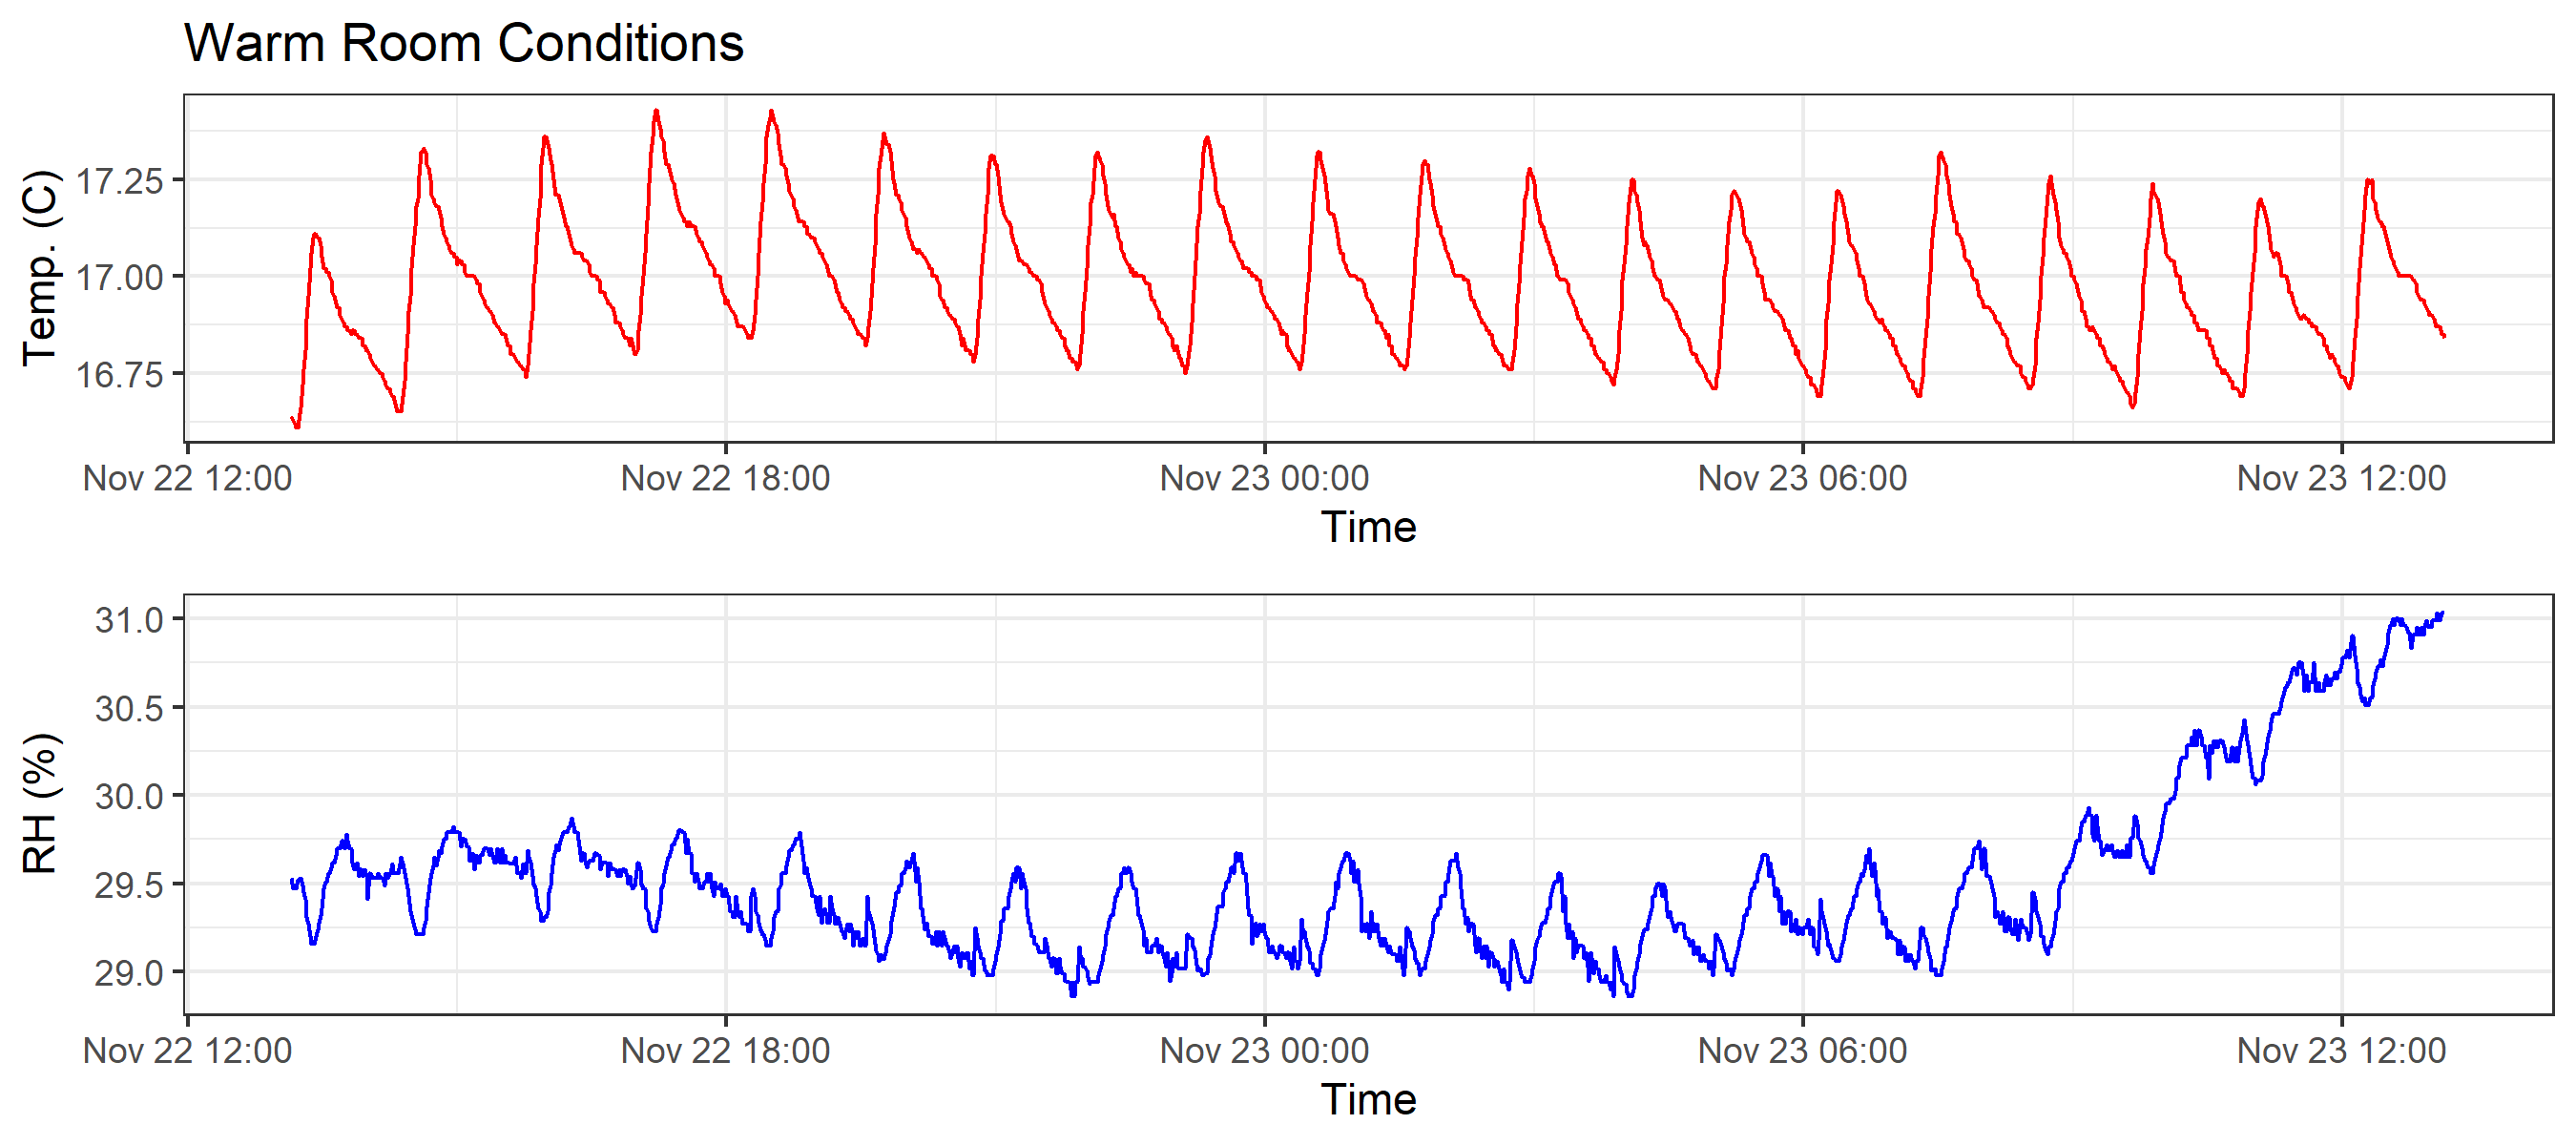 Warm Room Conditions
Temp. (C)
17.25
17.00
16.75
Nov 22 12:00 Nov 22 18:00 Nov 23 00:00 Nov 23 06:00 Nov 23 12:00
Time
RH (%)
31.0
30.5
30.0
29.5
29.0
Nov 22 12:00 Nov 22 18:00 Nov 23 00:00 Nov 23 06:00 Nov 23 12:00
Time